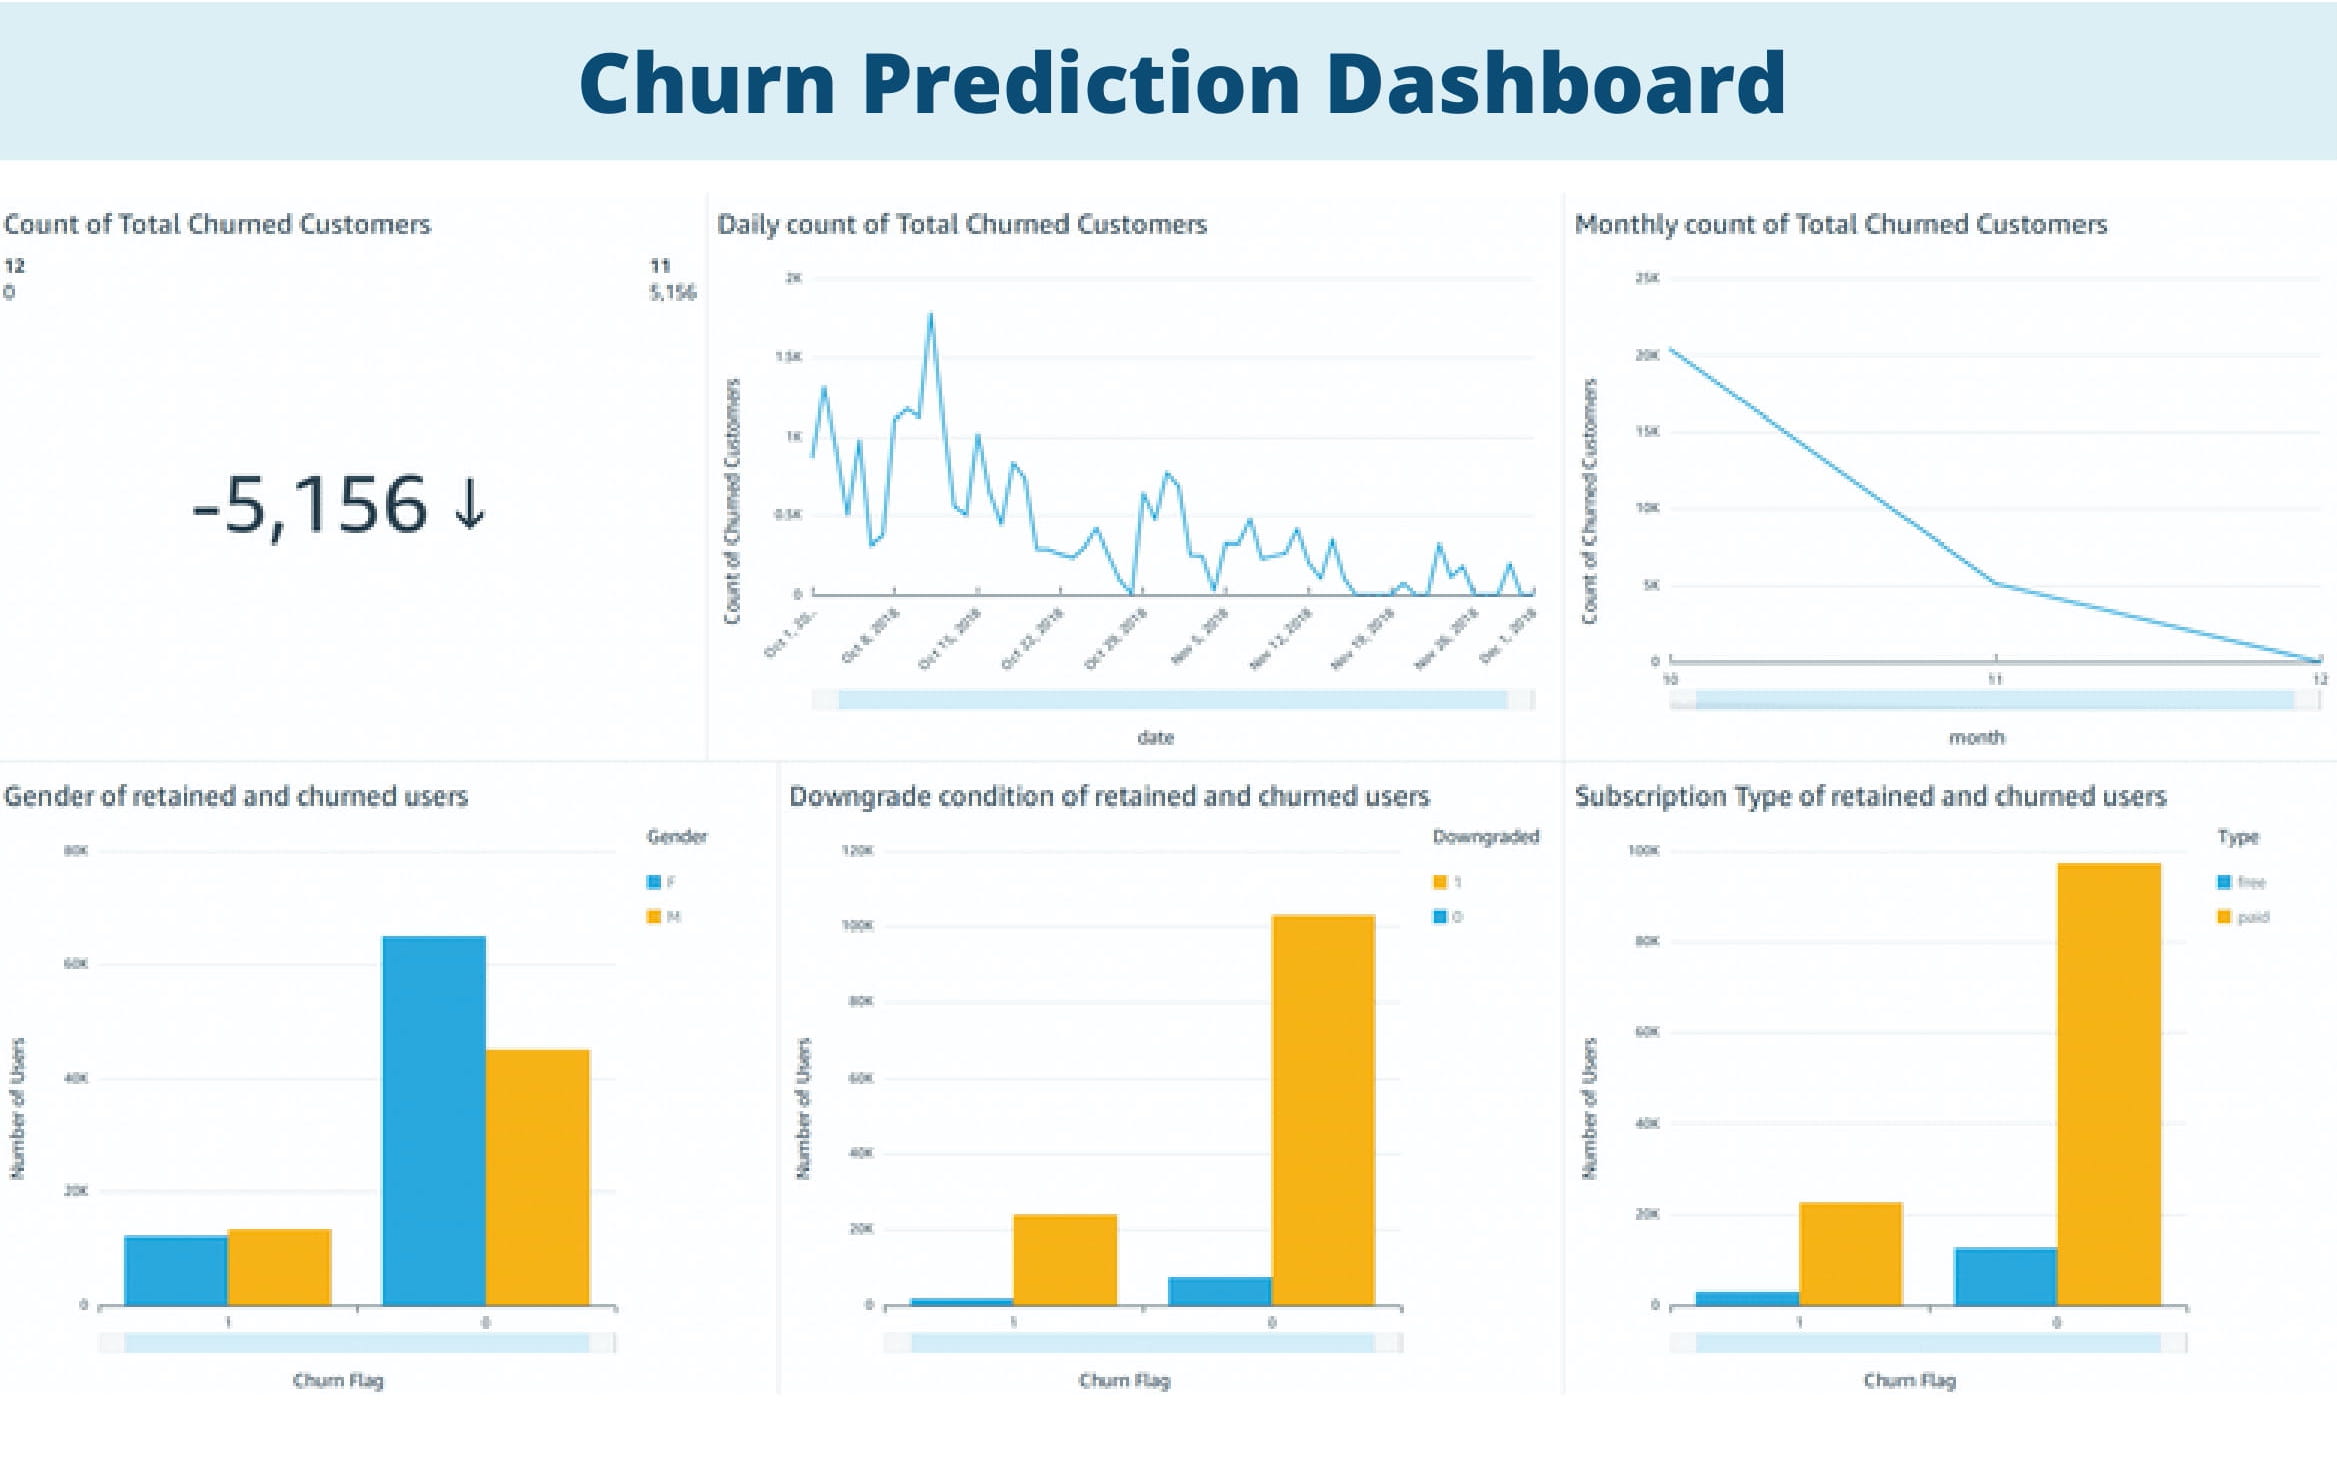 Churn Prediction Dashboard
Count of Total Churned Customers
12
0
11
5,156
-5,156 ↓
Daily count of Total Churned Customers
Count of Churned Customers
2K
1.5K
1K
0.5K
0
Oct 1, 20...
Oct 8, 2018
Oct 15, 2018
Oct 22, 2018
Oct 29, 2018
Nov 5, 2018
Nov 12, 2018
Nov 19, 2018
Nov 26, 2018
Dec 1, 2018
date
Monthly count of Total Churned Customers
Count of Churned Customers
25K
20K
15K
10K
5K
0
10
11
12
month
Gender of retained and churned users
Gender
F
M
Number of Users
80K
60K
40K
20K
0
1
0
Churn Flag
Downgrade condition of retained and churned users
Downgraded
1
0
Number of Users
120K
100K
80K
60K
40K
20K
0
1
0
Churn Flag
Subscription Type of retained and churned users
Type
free
paid
Number of Users
100K
80K
60K
40K
20K
0
1
0
Churn Flag